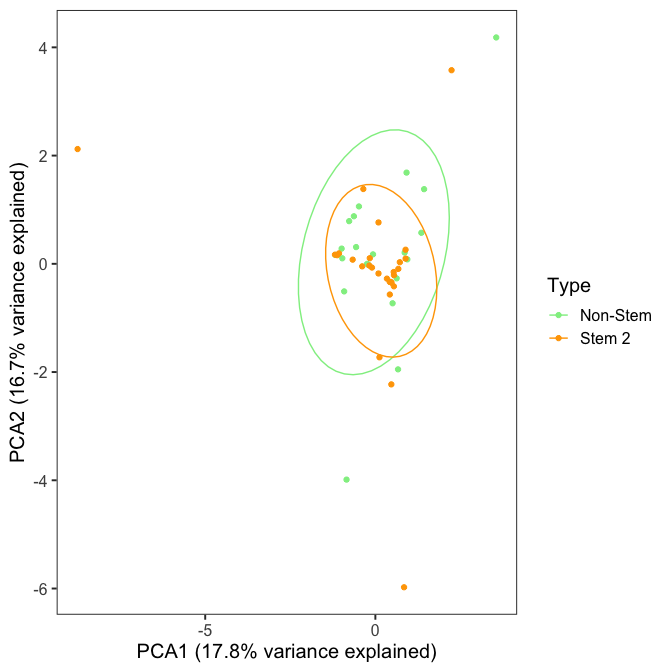 4
2
0
-2
-4
-6
-5
0
PCA1 (17.8% variance explained)
PCA2 (16.7% variance explained)
Type
Non-Stem
Stem 2